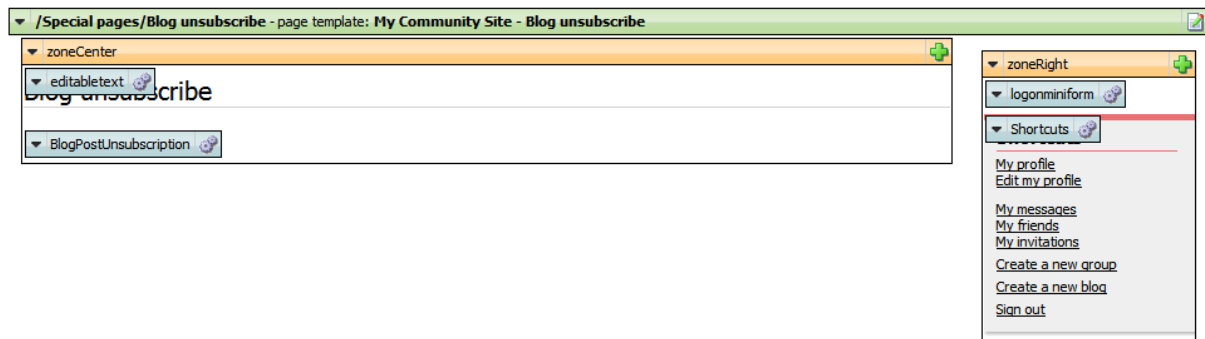 /Special pages/Blog unsubscribe - page template: My Community Site - Blog unsubscribe
zoneCenter
editabletext
Blog unsubscribe
BlogPostUnsubscription
zoneRight
logonminiform
Shortcuts
My profile
Edit my profile
My messages
My friends
My invitations
Create a new group
Create a new blog
Sign out